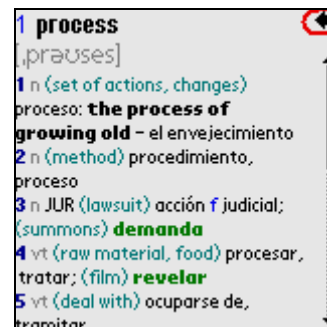 1 process
[ˌprəʊses]
1 n (set of actions, changes)
proceso: the process of
growing old – el envejecimiento
2 n (method) procedimiento,
proceso
3 n JUR (lawsuit) acción f judicial;
(summons) demanda
4 vt (raw material, food) procesar,
tratar; (film) revelar
5 vt (deal with) ocuparse de,
tramitar